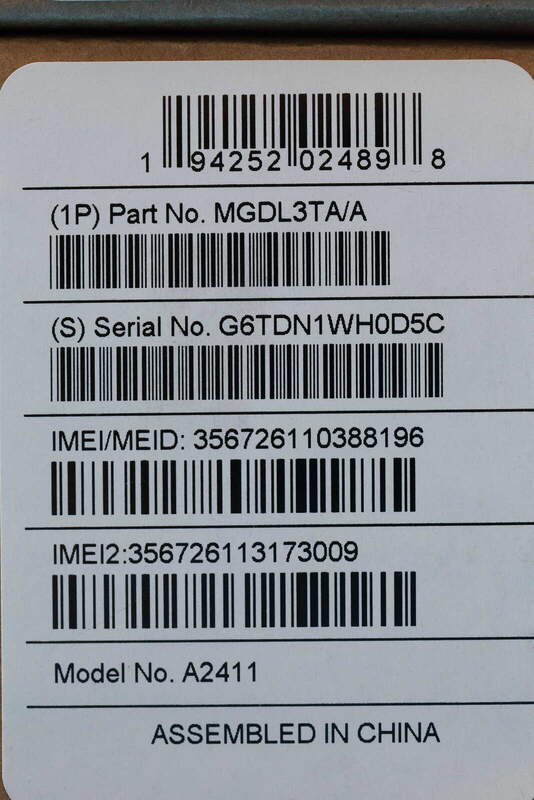 1 94252 02489 8
(1P) Part No. MGDL3TA/A
(S) Serial No. G6TDN1WH0D5C
IMEI/MEID: 356726110388196
IMEI2:356726113173009
Model No. A2411
ASSEMBLED IN CHINA